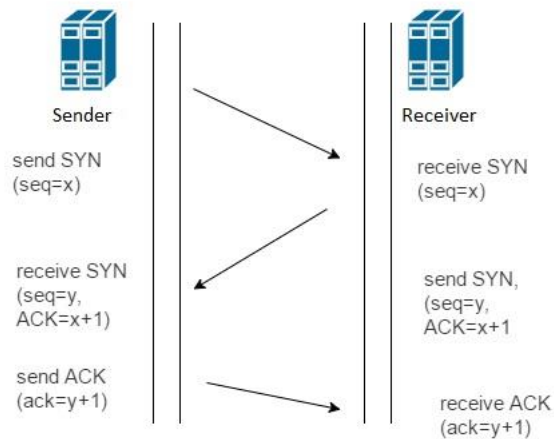 Sender
Receiver
send SYN
(seq=x)
receive SYN
(seq=x)
receive SYN
(seq=y,
ACK=x+1)
send SYN,
(seq=y,
ACK=x+1
send ACK
(ack=y+1)
receive ACK
(ack=y+1)